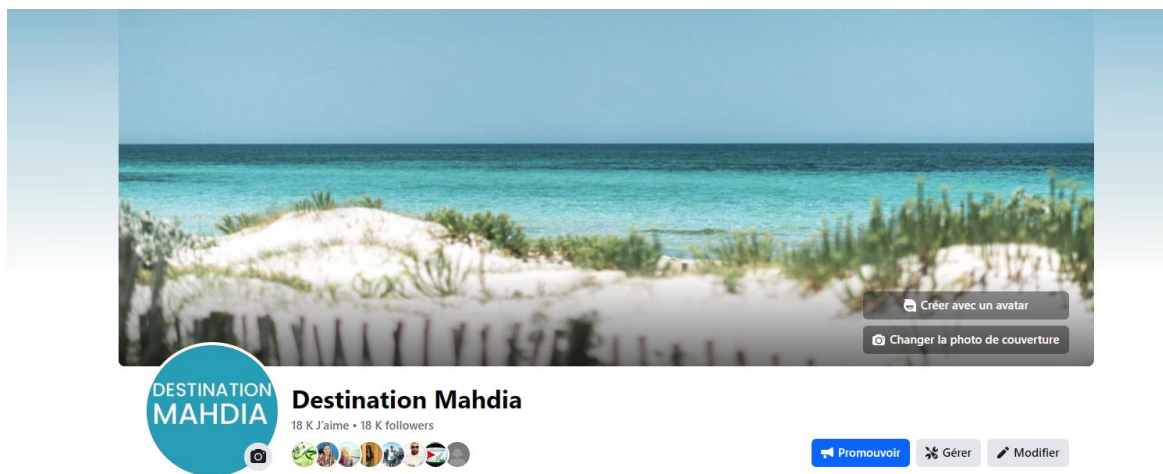 Créer avec un avatar
Changer la photo de couverture
DESTINATION
MAHDIA
Destination Mahdia
18 K J'aime • 18 K followers
Promouvoir
Gérer
Modifier